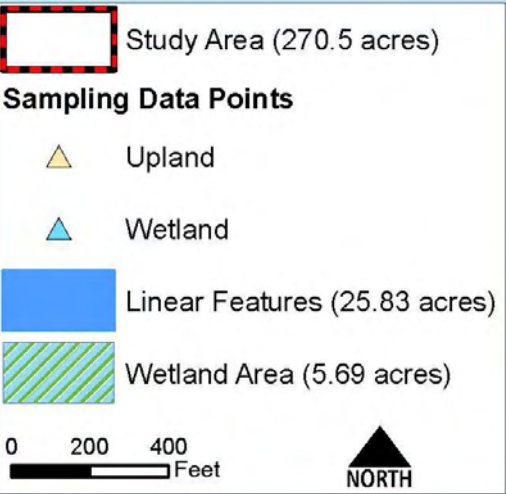 Study Area (270.5 acres)
Sampling Data Points
Upland
Wetland
Linear Features (25.83 acres)
Wetland Area (5.69 acres)
0 200 400
Feet
NORTH